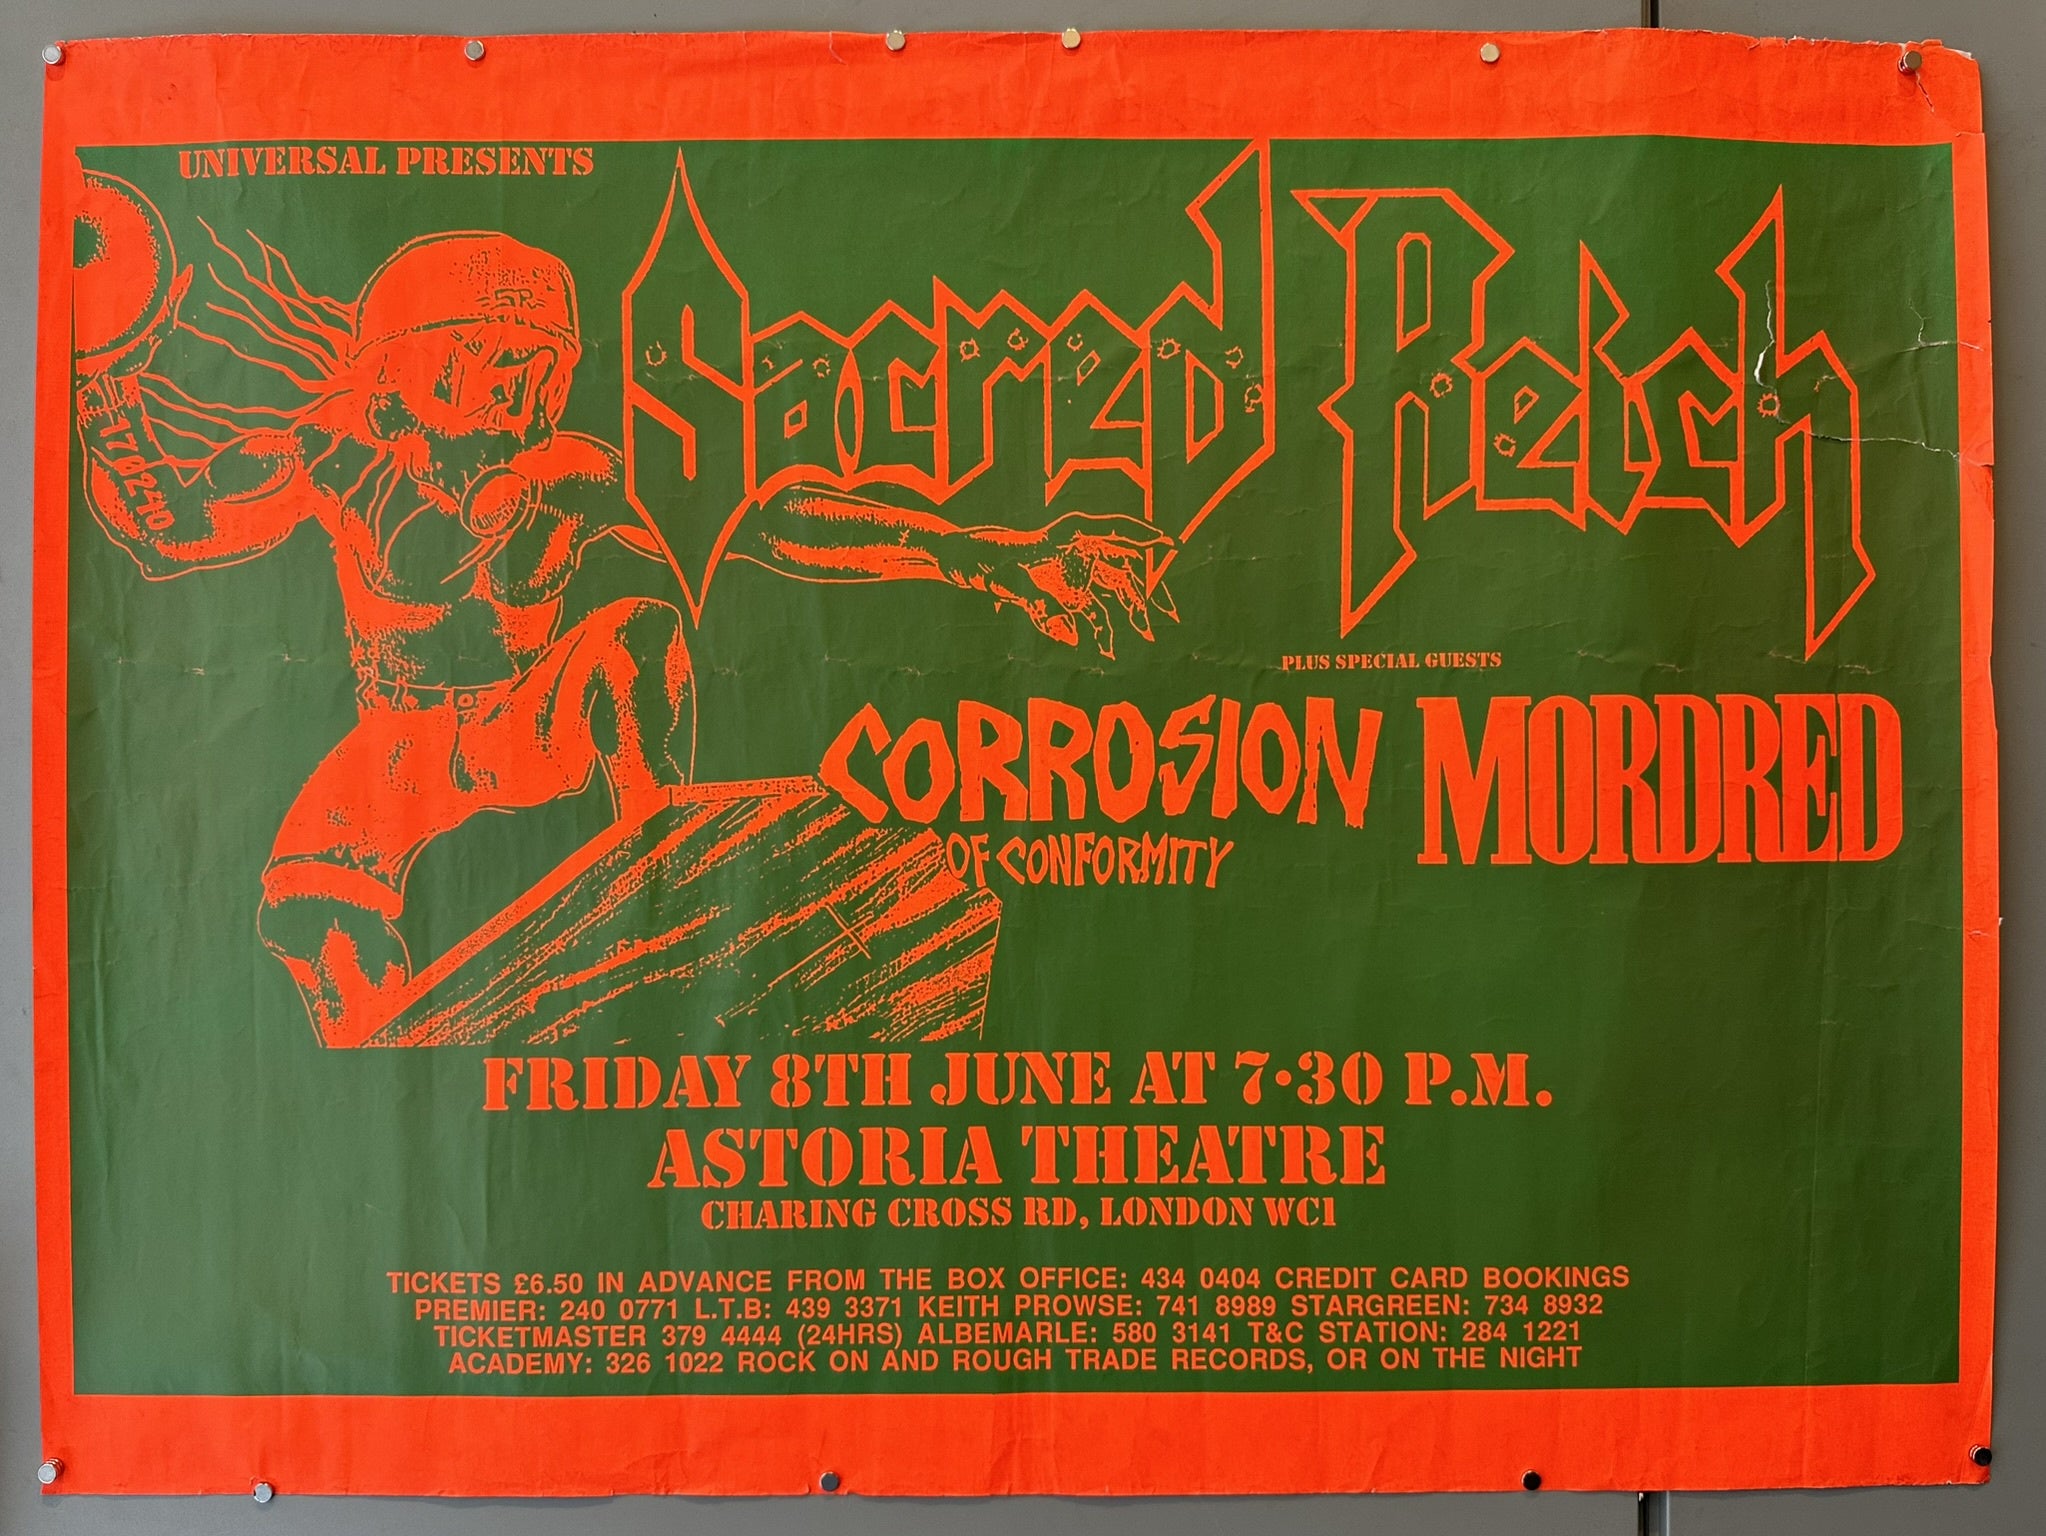 UNIVERSAL PRESENTS
Sacred Reich
SR
178240
PLUS SPECIAL GUESTS
CORROSION
OF CONFORMITY
MORDRED
FRIDAY 8TH JUNE AT 7·30 P.M.
ASTORIA THEATRE
CHARING CROSS RD, LONDON WC1
TICKETS £6.50 IN ADVANCE FROM THE BOX OFFICE: 434 0404 CREDIT CARD BOOKINGS
PREMIER: 240 0771 L.T.B: 439 3371 KEITH PROWSE: 741 8989 STARGREEN: 734 8932
TICKETMASTER 379 4444 (24HRS) ALBEMARLE: 580 3141 T&C STATION: 284 1221
ACADEMY: 326 1022 ROCK ON AND ROUGH TRADE RECORDS, OR ON THE NIGHT